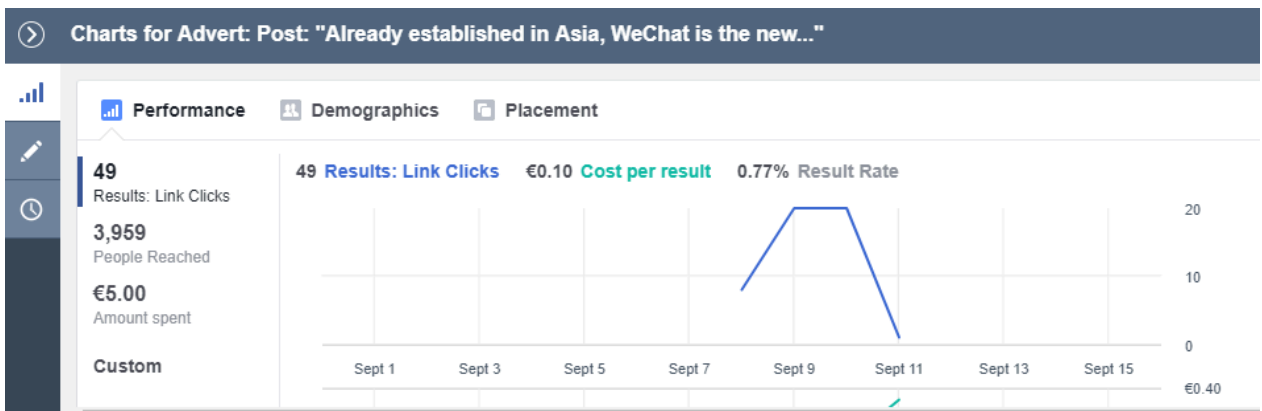 Charts for Advert: Post: "Already established in Asia, WeChat is the new..."
Performance Demographics Placement
49
Results: Link Clicks
3,959
People Reached
€5.00
Amount spent
Custom
49 Results: Link Clicks €0.10 Cost per result 0.77% Result Rate
20
10
0
Sept 1 Sept 3 Sept 5 Sept 7 Sept 9 Sept 11 Sept 13 Sept 15
€0.40